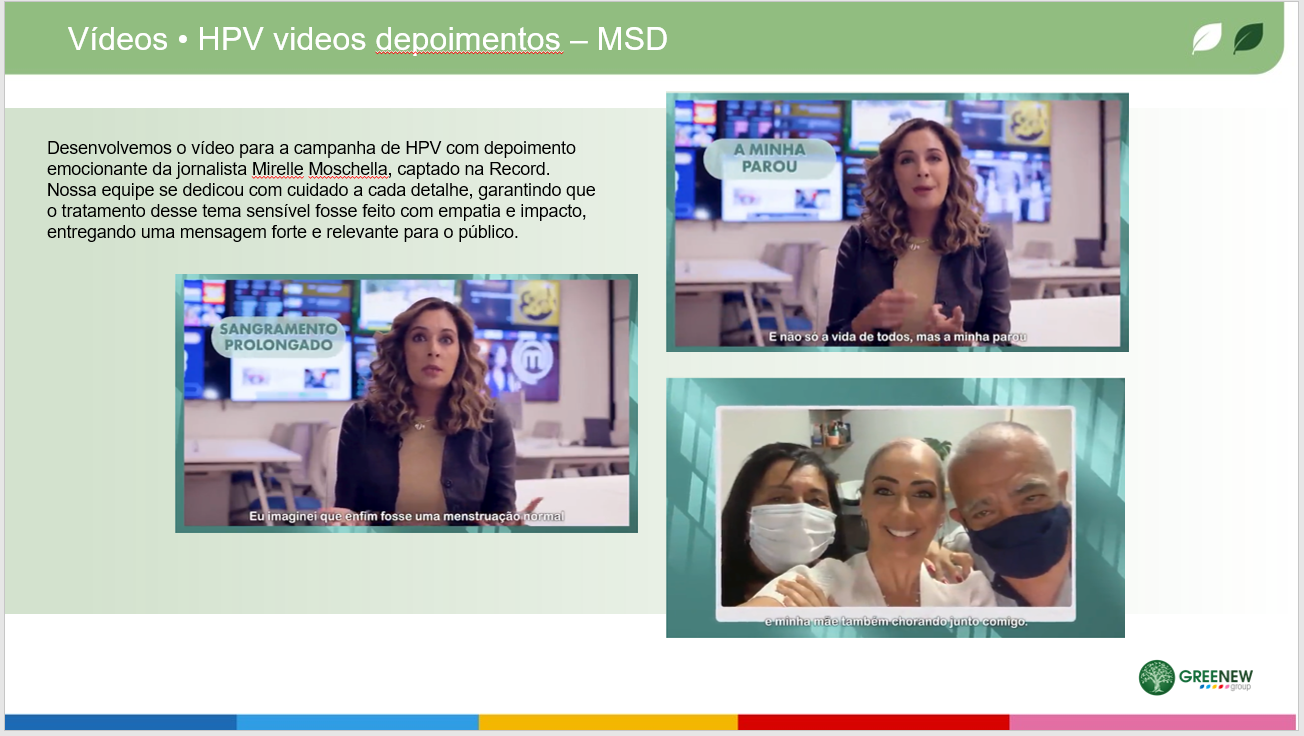 Vídeos • HPV videos depoimentos – MSD
Desenvolvemos o vídeo para a campanha de HPV com depoimento
emocionante da jornalista Mirelle Moschella, captado na Record.
Nossa equipe se dedicou com cuidado a cada detalhe, garantindo que
o tratamento desse tema sensível fosse feito com empatia e impacto,
entregando uma mensagem forte e relevante para o público.
A MINHA
PAROU
E não só a vida de todos, mas a minha parou
SANGRAMENTO
PROLONGADO
Eu imaginei que enfim fosse uma menstruação normal
e minha mãe também chorando junto comigo.
GREENEW
group